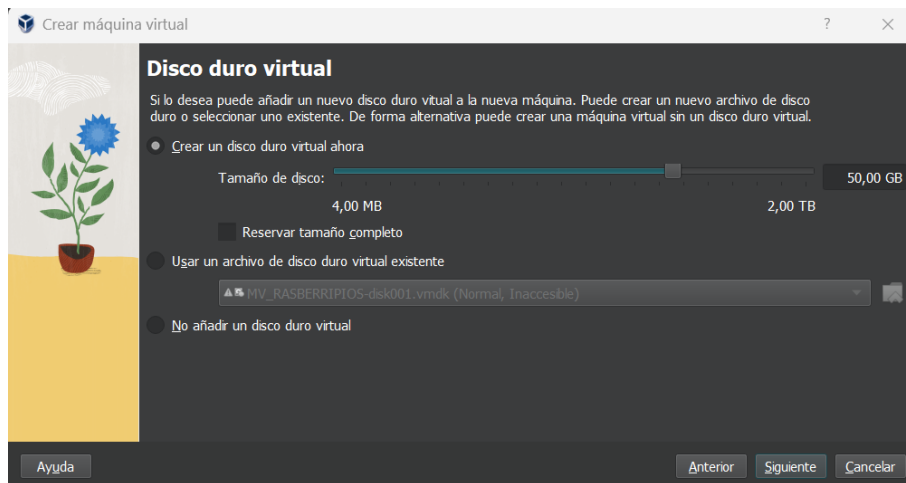 Crear máquina virtual
Disco duro virtual
Si lo desea puede añadir un nuevo disco duro vitual a la nueva máquina. Puede crear un nuevo archivo de disco
duro o seleccionar uno existente. De forma alternativa puede crear una máquina virtual sin un disco duro virtual.
Crear un disco duro virtual ahora
Tamaño de disco:
50,00 GB
4,00 MB
2,00 TB
Reservar tamaño completo
Usar un archivo de disco duro virtual existente
MV_RASBERRIPIOS-disk001.vmdk (Normal, Inaccesible)
No añadir un disco duro virtual
Ayuda
Anterior
Siguiente
Cancelar